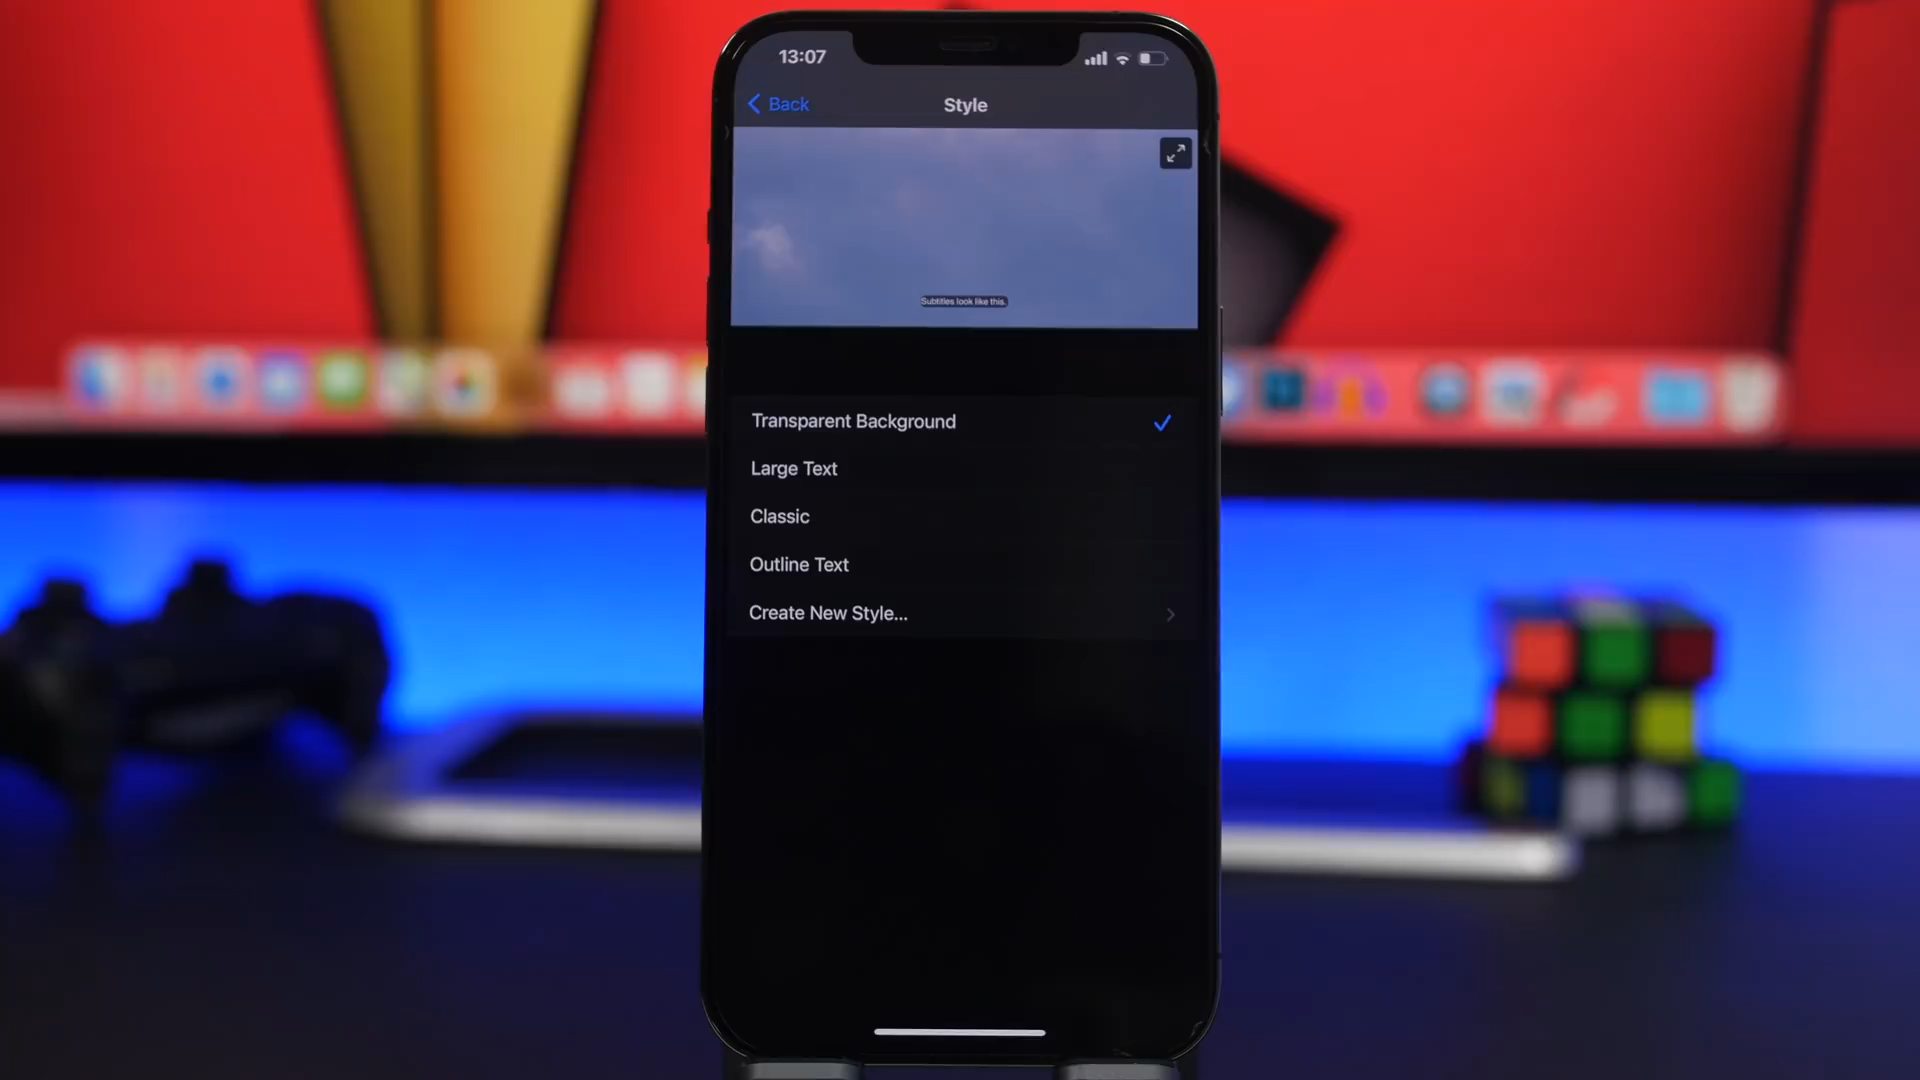 13:07
Back
Style
Subtitles look like this.
Transparent Background
Large Text
Classic
Outline Text
Create New Style...